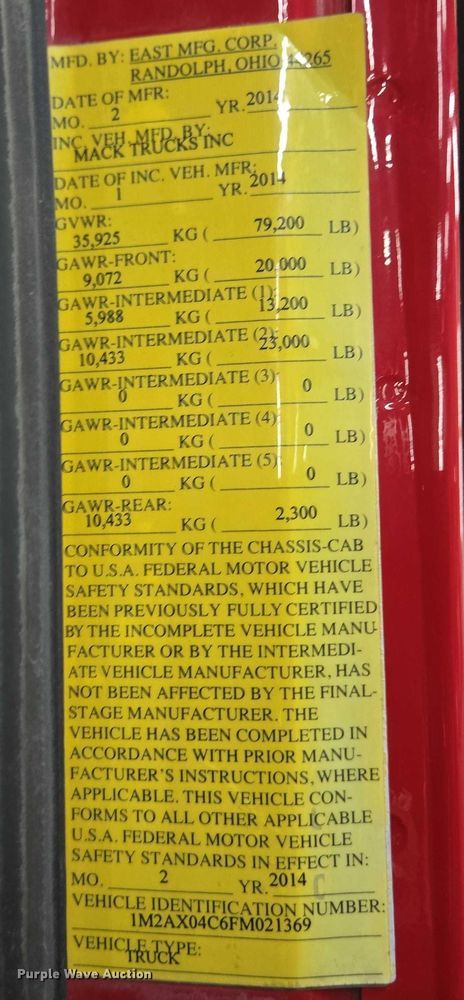 MFD. BY: EAST MFG. CORP.
RANDOLPH, OHIO 44265
DATE OF MFR:
MO. 2 YR. 2014
INC. VEH. MFD. BY:
MACK TRUCKS INC
DATE OF INC. VEH. MFR:
MO. 1 YR. 2014
GVWR:
35,925 KG ( 79,200 LB)
GAWR-FRONT:
9,072 KG ( 20,000 LB)
GAWR-INTERMEDIATE (1):
5,988 KG ( 13,200 LB)
GAWR-INTERMEDIATE (2):
10,433 KG ( 23,000 LB)
GAWR-INTERMEDIATE (3):
0 KG ( 0 LB)
GAWR-INTERMEDIATE (4):
0 KG ( 0 LB)
GAWR-INTERMEDIATE (5):
0 KG ( 0 LB)
GAWR-REAR:
10,433 KG ( 2,300 LB)
CONFORMITY OF THE CHASSIS-CAB
TO U.S.A. FEDERAL MOTOR VEHICLE
SAFETY STANDARDS, WHICH HAVE
BEEN PREVIOUSLY FULLY CERTIFIED
BY THE INCOMPLETE VEHICLE MANU-
FACTURER OR BY THE INTERMEDI-
ATE VEHICLE MANUFACTURER, HAS
NOT BEEN AFFECTED BY THE FINAL-
STAGE MANUFACTURER. THE
VEHICLE HAS BEEN COMPLETED IN
ACCORDANCE WITH PRIOR MANU-
FACTURER'S INSTRUCTIONS, WHERE
APPLICABLE. THIS VEHICLE CON-
FORMS TO ALL OTHER APPLICABLE
U.S.A. FEDERAL MOTOR VEHICLE
SAFETY STANDARDS IN EFFECT IN:
MO. 2 YR. 2014
VEHICLE IDENTIFICATION NUMBER:
1M2AX04C6FM021369
VEHICLE TYPE:
TRUCK
Purple Wave Auction